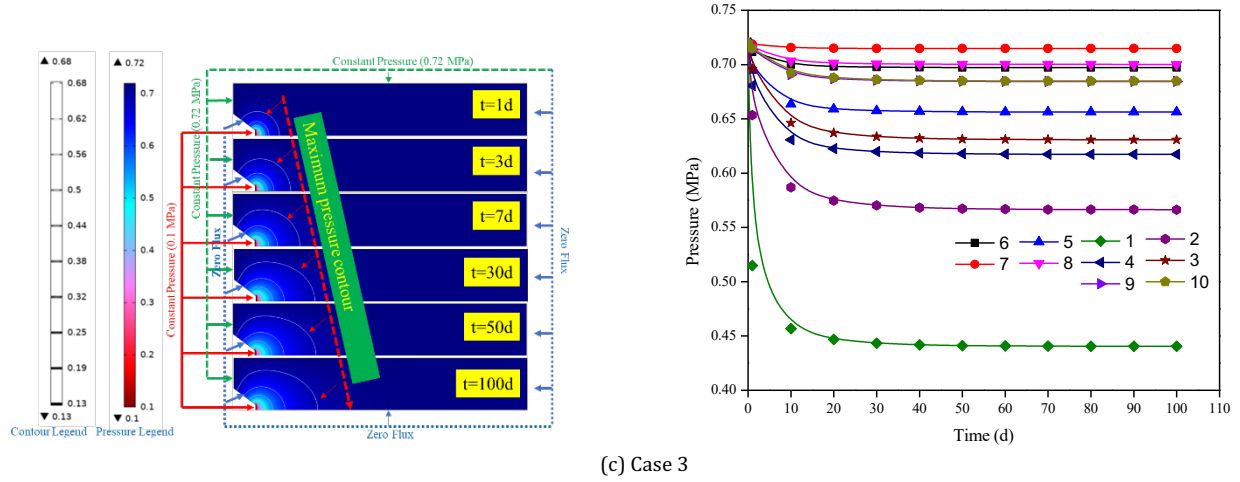 ▲ 0.68
0.68
0.62
0.56
0.5
0.44
0.38
0.32
0.25
0.19
0.13
▼ 0.13
Contour Legend
▲ 0.72
0.7
0.6
0.5
0.4
0.3
0.2
0.1
▼ 0.1
Pressure Legend
Constant Pressure (0.72 MPa)
Constant Pressure (0.72 MPa)
Constant Pressure (0.1 MPa)
Zero Flux
Maximum pressure contour
t=1d
t=3d
t=7d
t=30d
t=50d
t=100d
Zero Flux
Zero Flux
Pressure (MPa)
0.75
0.70
0.65
0.60
0.55
0.50
0.45
0.40
0 10 20 30 40 50 60 70 80 90 100 110
Time (d)
6 5 1 2
7 8 4 3
9 10
(c) Case 3